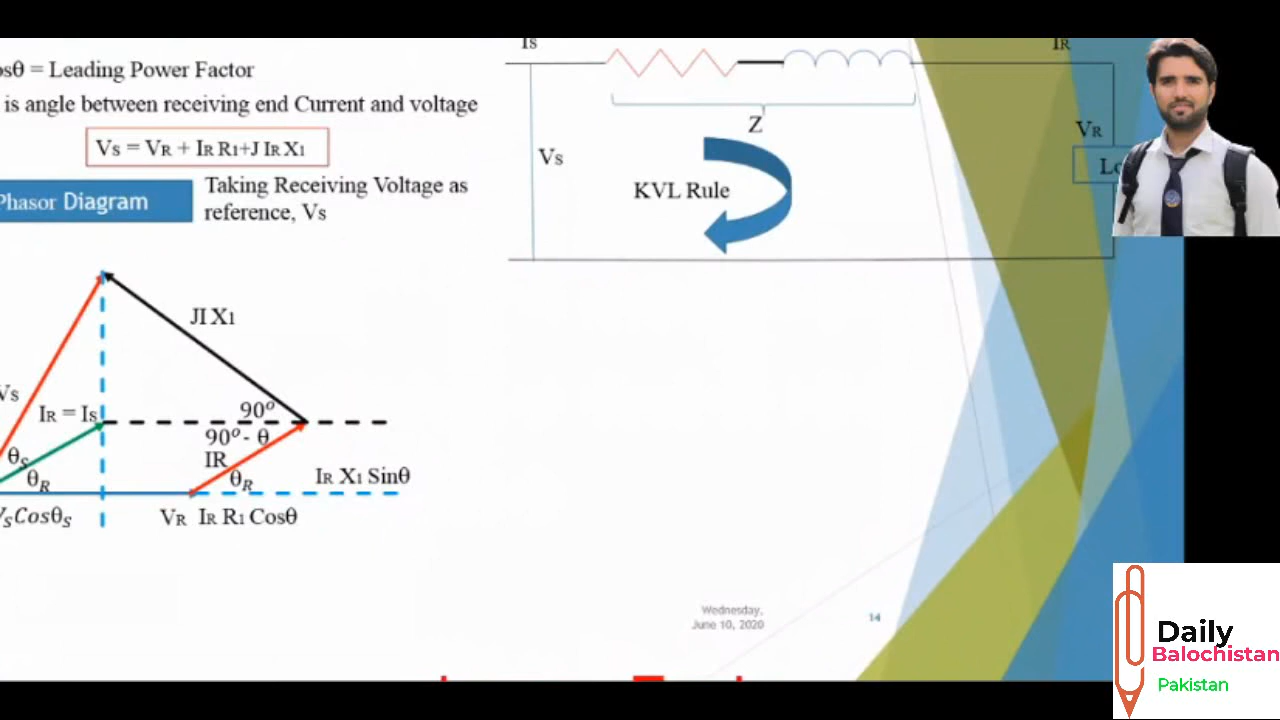 osθ = Leading Power Factor
is angle between receiving end Current and voltage
Vs = VR + IR R1+J IR X1
Phasor Diagram
Taking Receiving Voltage as
reference, Vs
Is
IR
Z
Vs
VR
KVL Rule
JI X1
Vs
IR = Is
90°
90° - θ
IR
θS
θR
θR
IR X1 Sinθ
VSCosθS
VR IR R1 Cosθ
Wednesday,
June 10, 2020
14
Daily
Balochistan
Pakistan